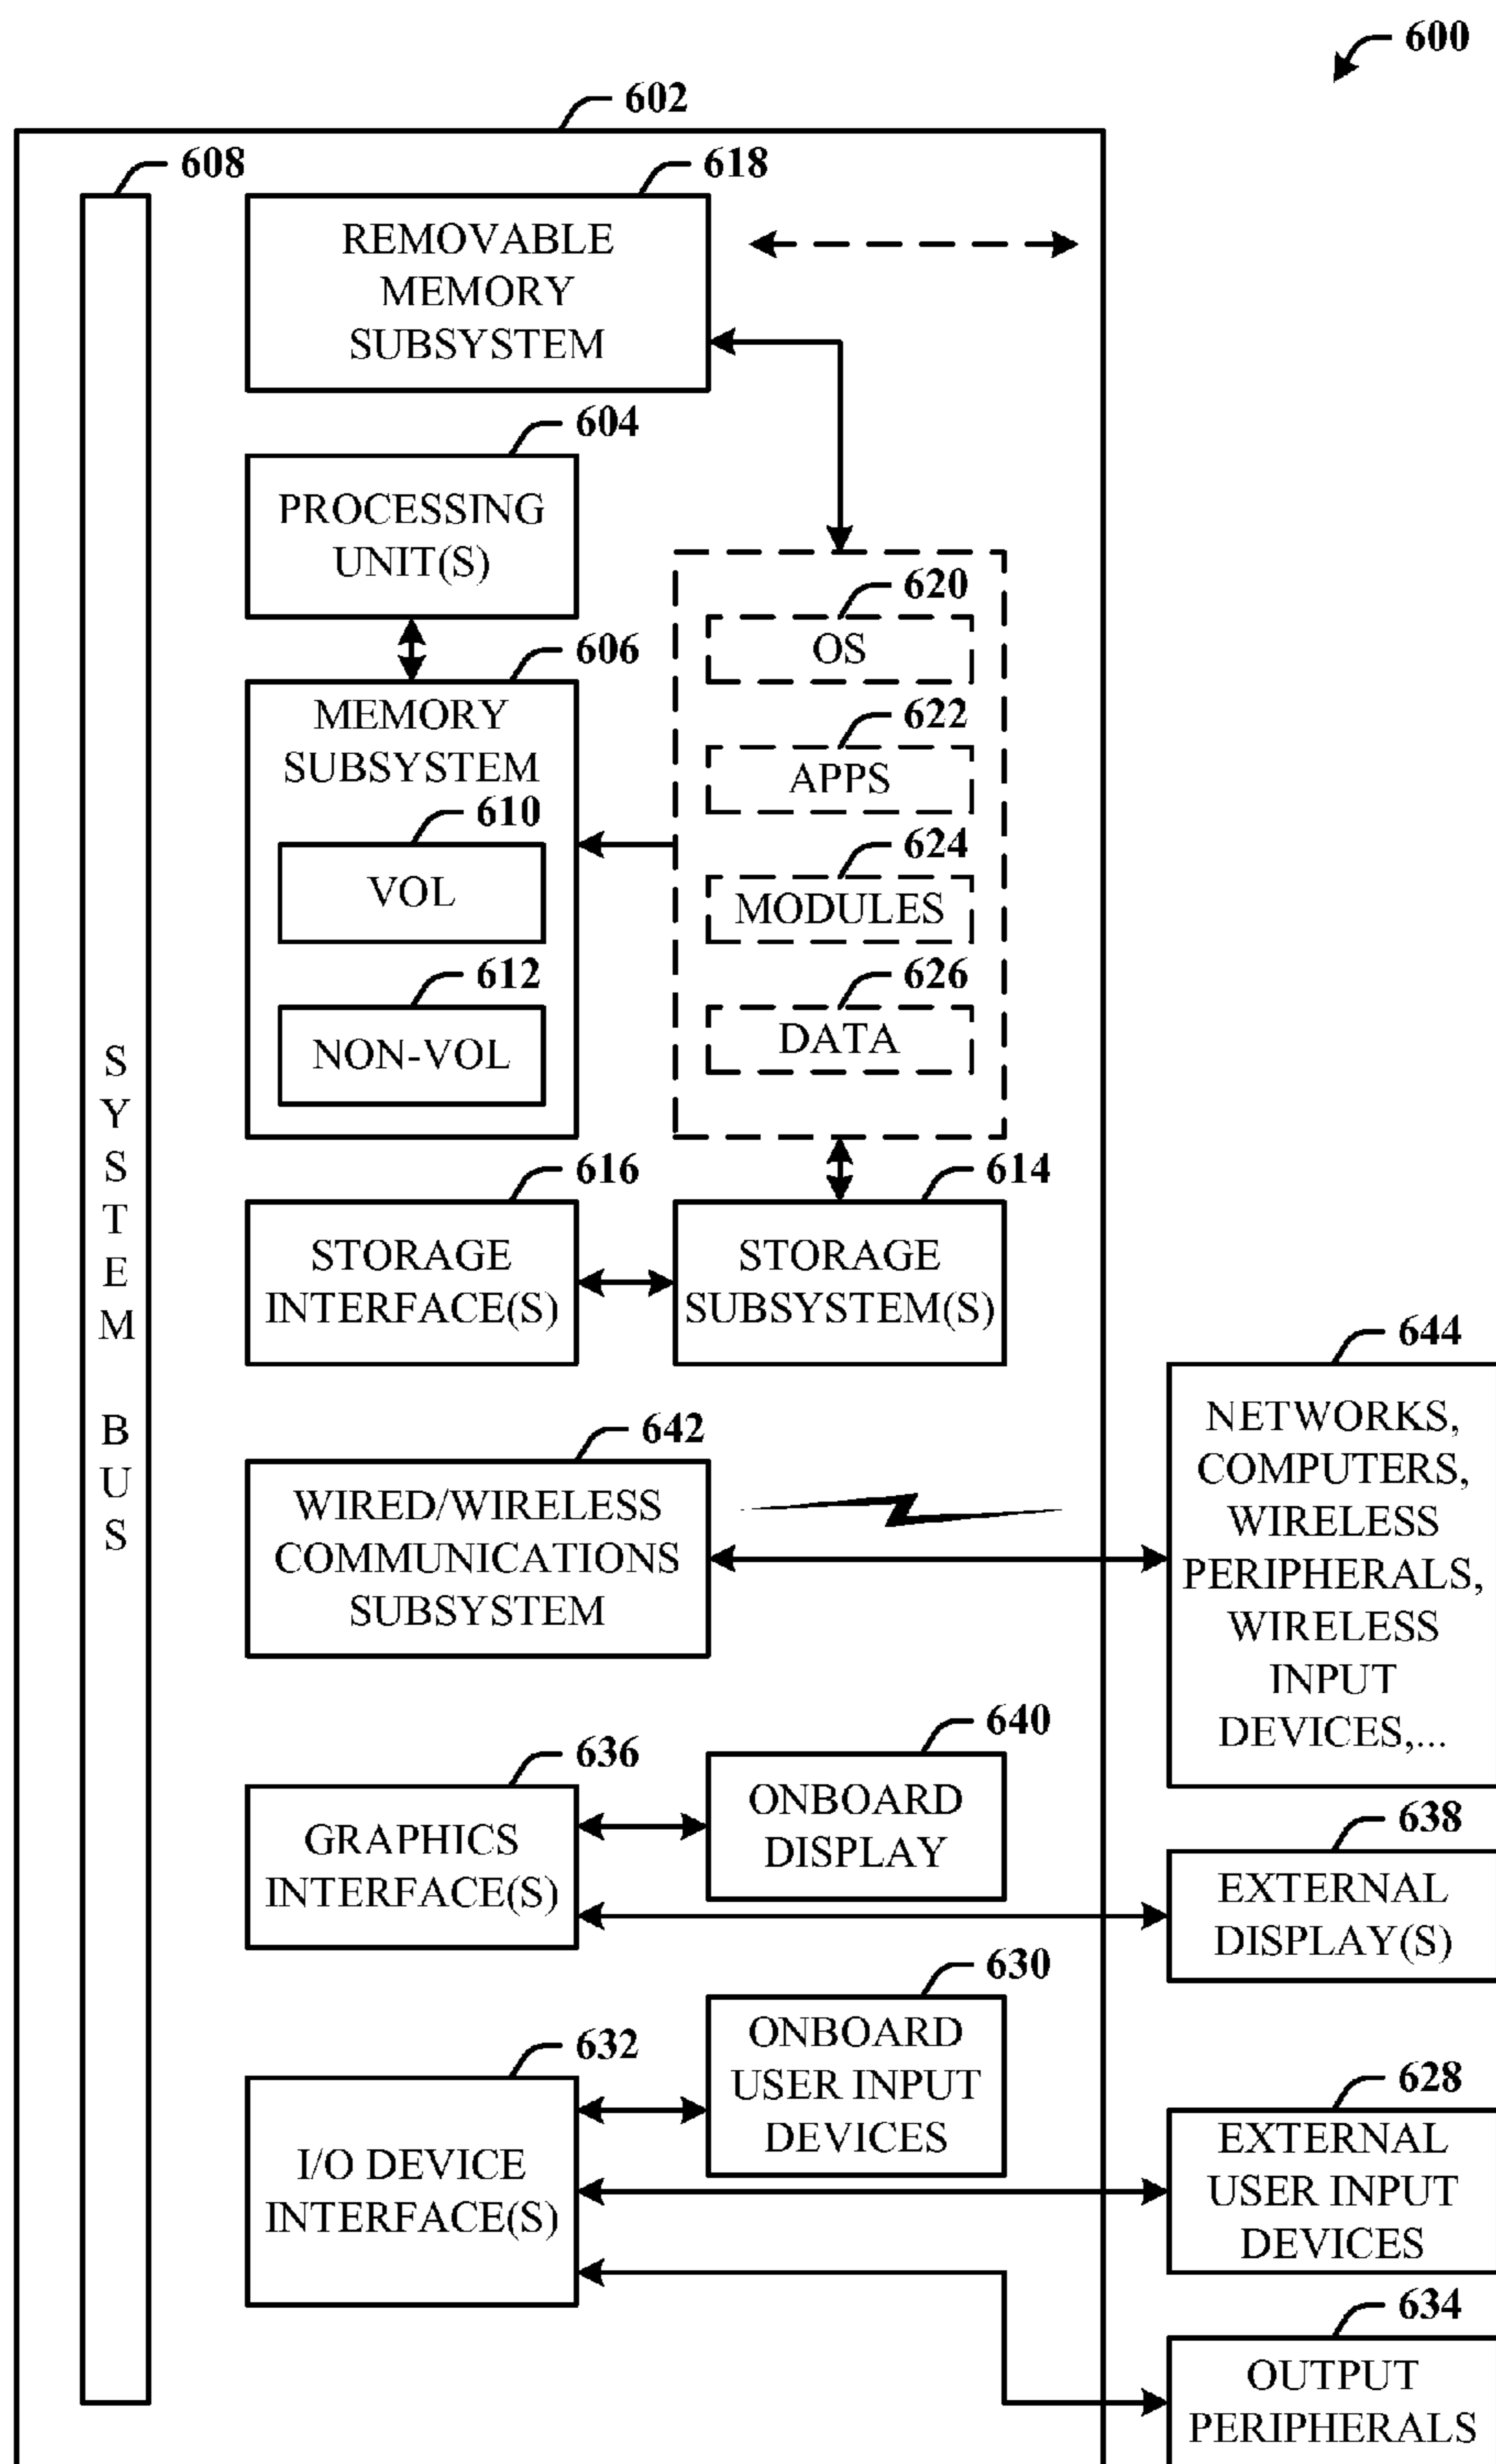 600
602
608
618
REMOVABLE
MEMORY
SUBSYSTEM
604
PROCESSING
UNIT(S)
606
MEMORY
SUBSYSTEM
610
VOL
612
NON-VOL
620
OS
622
APPS
624
MODULES
626
DATA
SYSTEM BUS
616
STORAGE
INTERFACE(S)
614
STORAGE
SUBSYSTEM(S)
642
WIRED/WIRELESS
COMMUNICATIONS
SUBSYSTEM
644
NETWORKS,
COMPUTERS,
WIRELESS
PERIPHERALS,
WIRELESS
INPUT
DEVICES,...
636
GRAPHICS
INTERFACE(S)
640
ONBOARD
DISPLAY
638
EXTERNAL
DISPLAY(S)
632
I/O DEVICE
INTERFACE(S)
630
ONBOARD
USER INPUT
DEVICES
628
EXTERNAL
USER INPUT
DEVICES
634
OUTPUT
PERIPHERALS